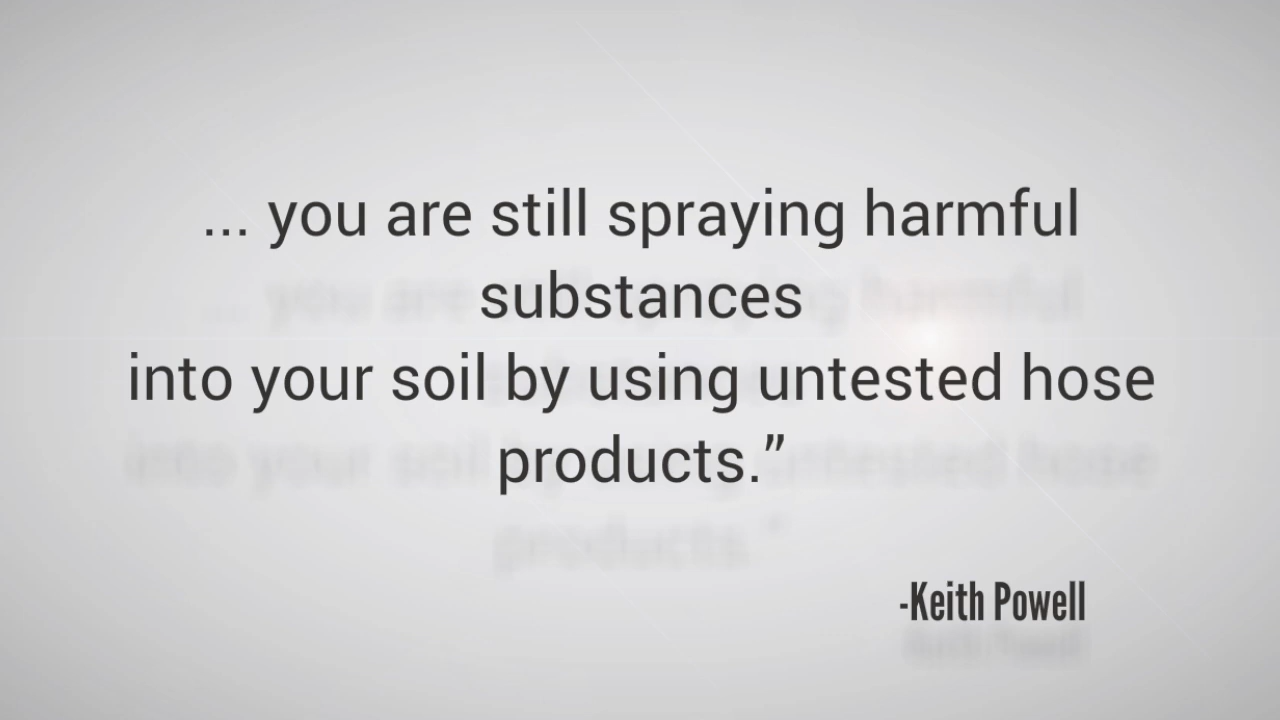 ... you are still spraying harmful
substances
into your soil by using untested hose
products.”
-Keith Powell